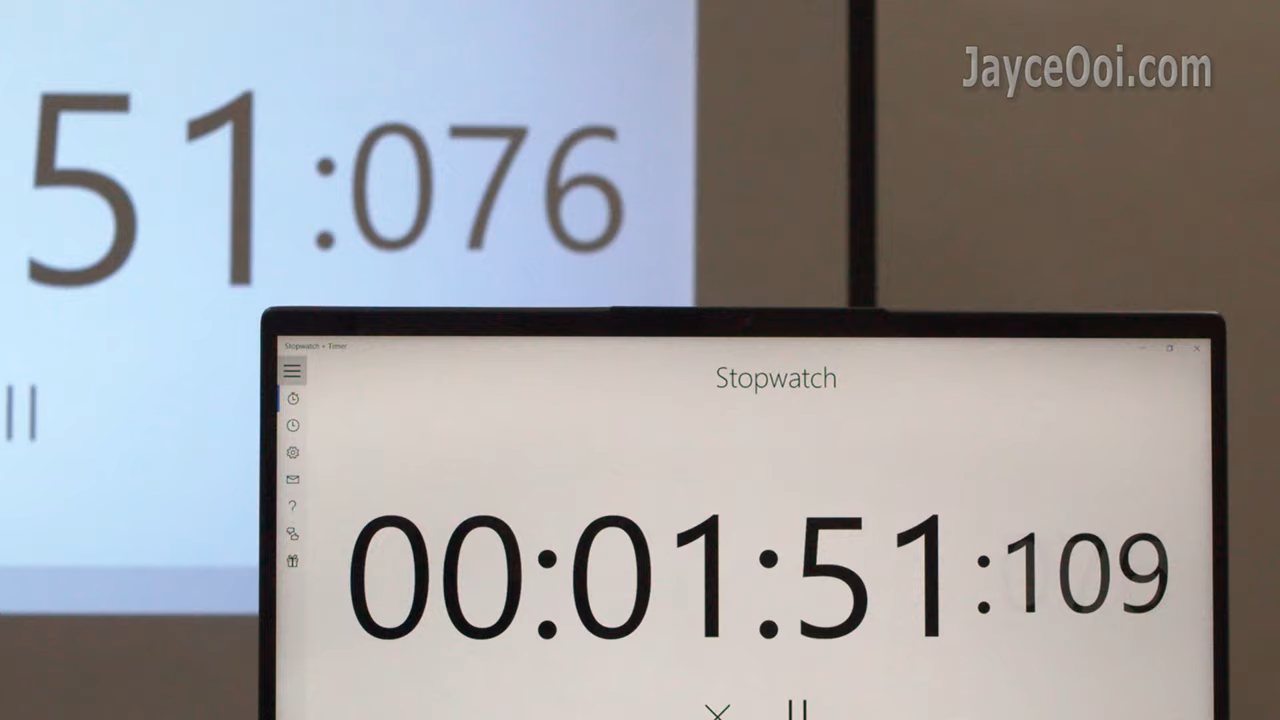 JayceOoi.com
51:076
Stopwatch + Timer
Stopwatch
00:01:51:109